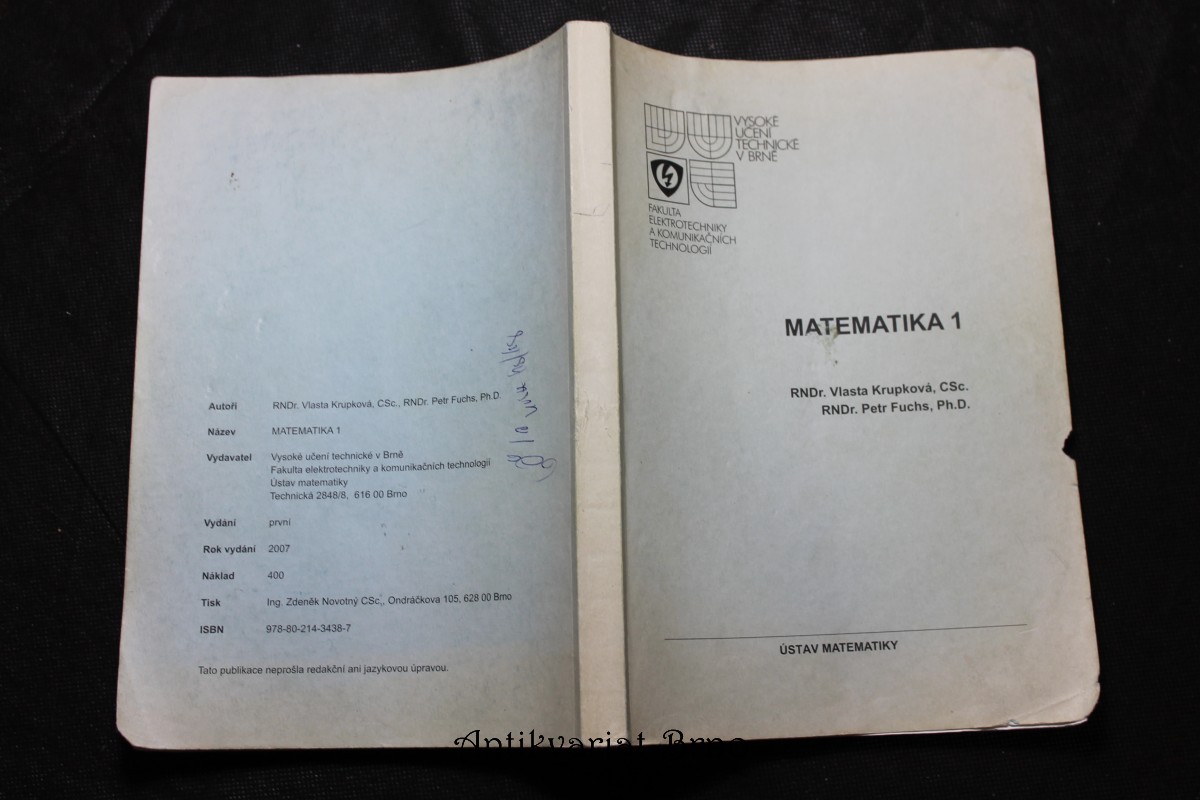 Autoři RNDr. Vlasta Krupková, CSc., RNDr. Petr Fuchs, Ph.D.
Název MATEMATIKA 1
Vydavatel Vysoké učení technické v Brně
Fakulta elektrotechniky a komunikačních technologií
Ústav matematiky
Technická 2848/8, 616 00 Brno
Vydání první
Rok vydání 2007
Náklad 400
Tisk Ing. Zdeněk Novotný CSc,, Ondráčkova 105, 628 00 Brno
ISBN 978-80-214-3438-7
Tato publikace neprošla redakční ani jazykovou úpravou.
VYSOKÉ
UČENÍ
TECHNICKÉ
V BRNĚ
FAKULTA
ELEKTROTECHNIKY
A KOMUNIKAČNÍCH
TECHNOLOGIÍ
MATEMATIKA 1
RNDr. Vlasta Krupková, CSc.
RNDr. Petr Fuchs, Ph.D.
ÚSTAV MATEMATIKY
Antikvariat Brno